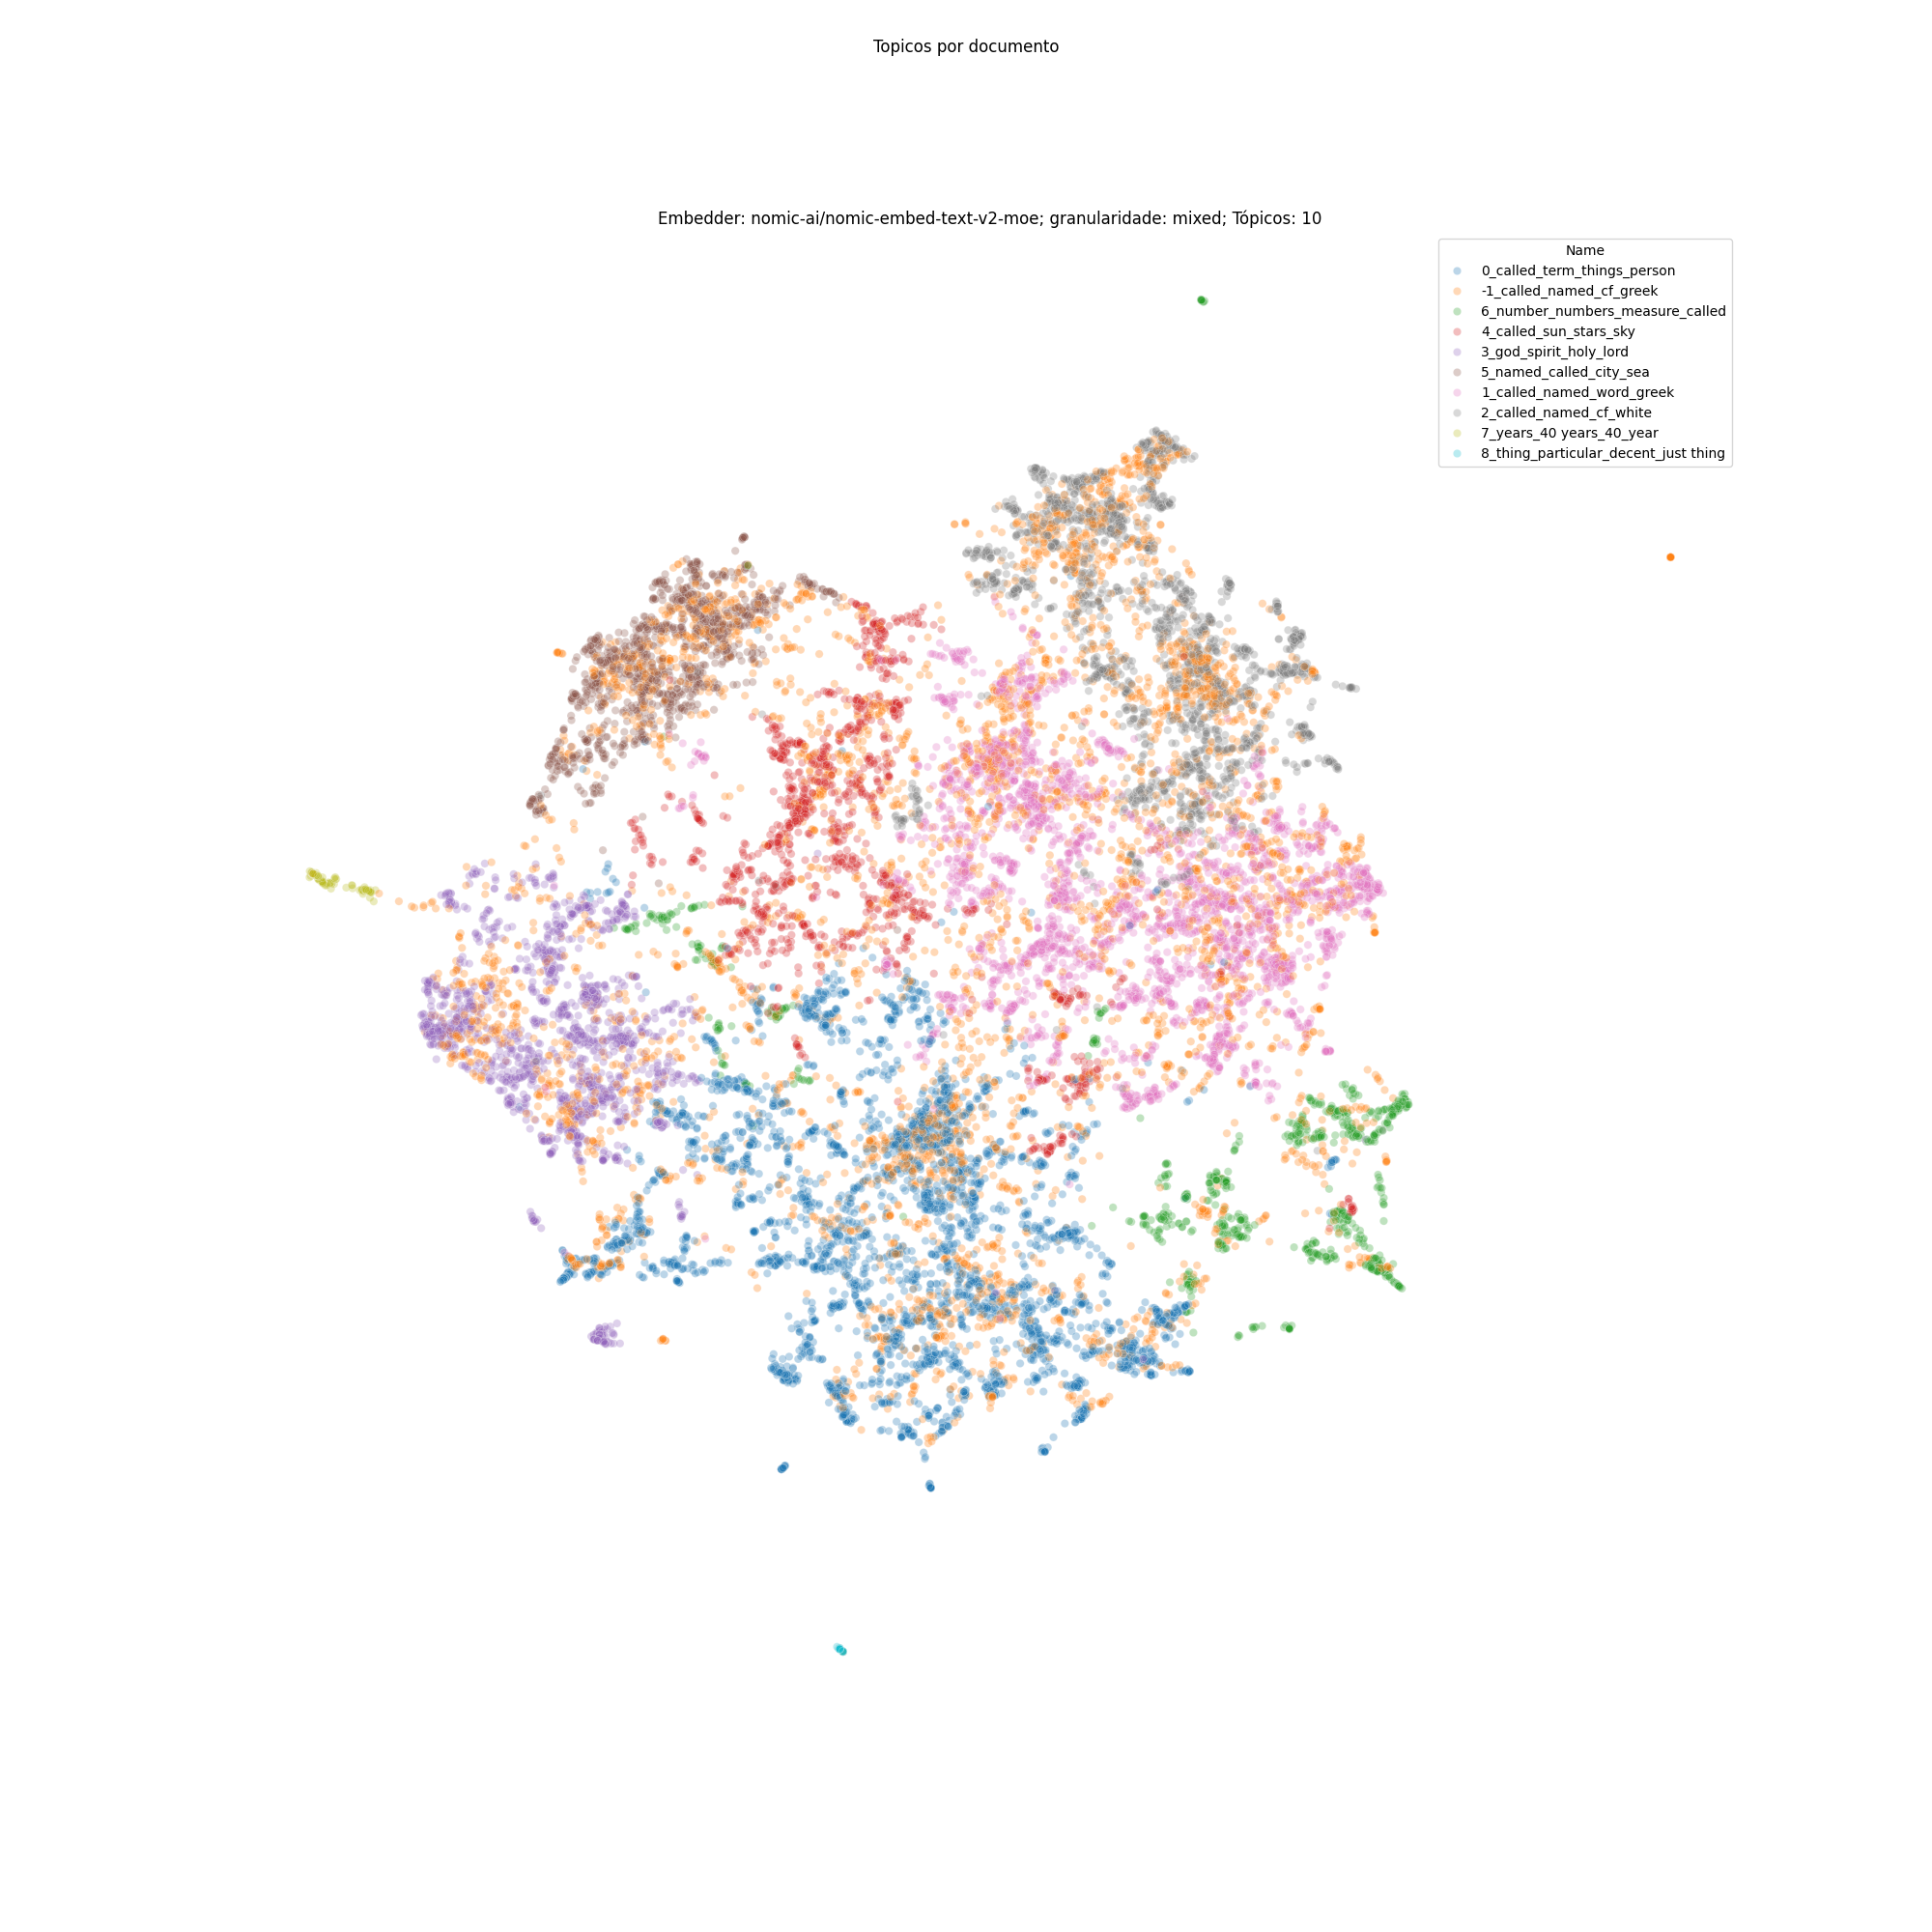 Topicos por documento
Embedder: nomic-ai/nomic-embed-text-v2-moe; granularidade: mixed; Tópicos: 10
Name
0_called_term_things_person
-1_called_named_cf_greek
6_number_numbers_measure_called
4_called_sun_stars_sky
3_god_spirit_holy_lord
5_named_called_city_sea
1_called_named_word_greek
2_called_named_cf_white
7_years_40 years_40_year
8_thing_particular_decent_just thing